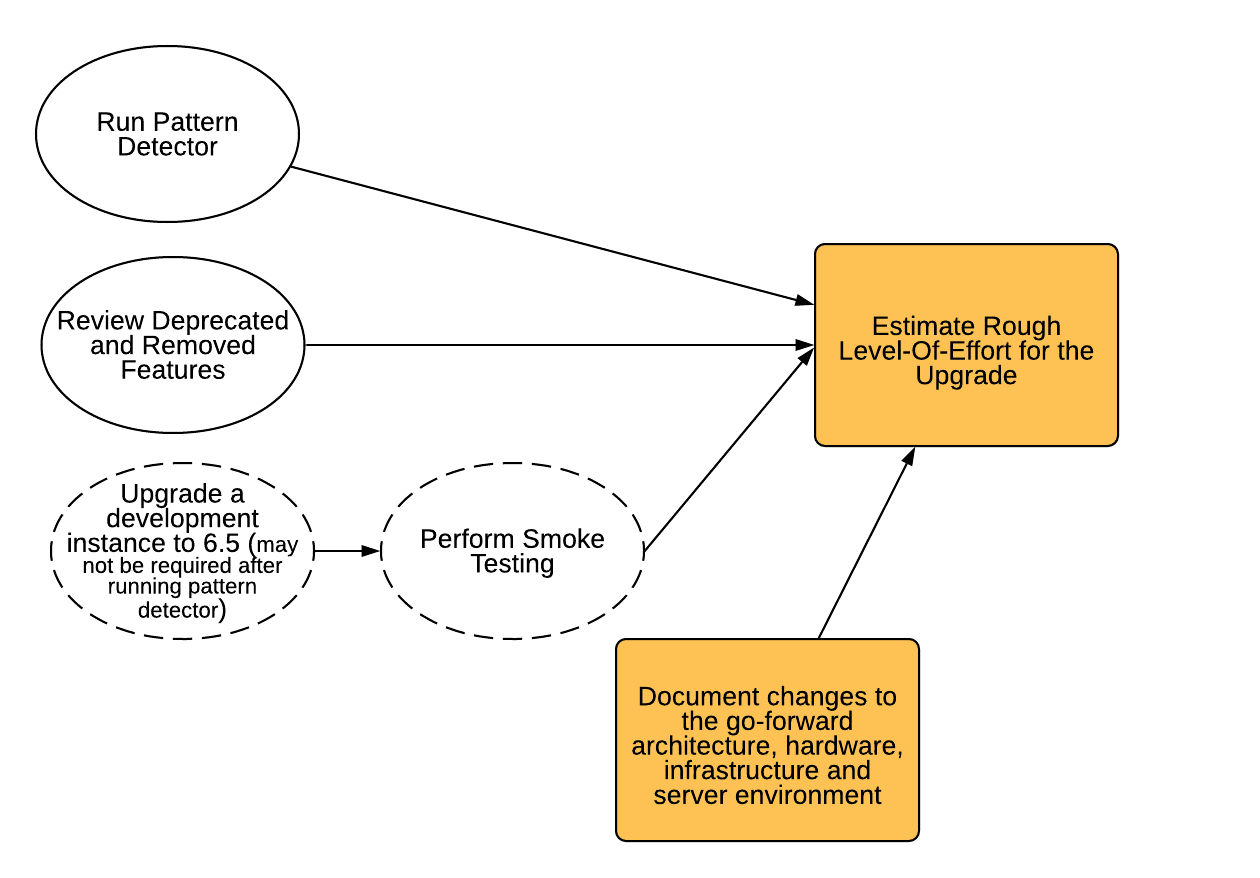 Run Pattern
Detector
Review Deprecated
and Removed
Features
Estimate Rough
Level-Of-Effort for the
Upgrade
Upgrade a
development
instance to 6.5 (may
not be required after
running pattern
detector)
Perform Smoke
Testing
Document changes to
the go-forward
architecture, hardware,
infrastructure and
server environment